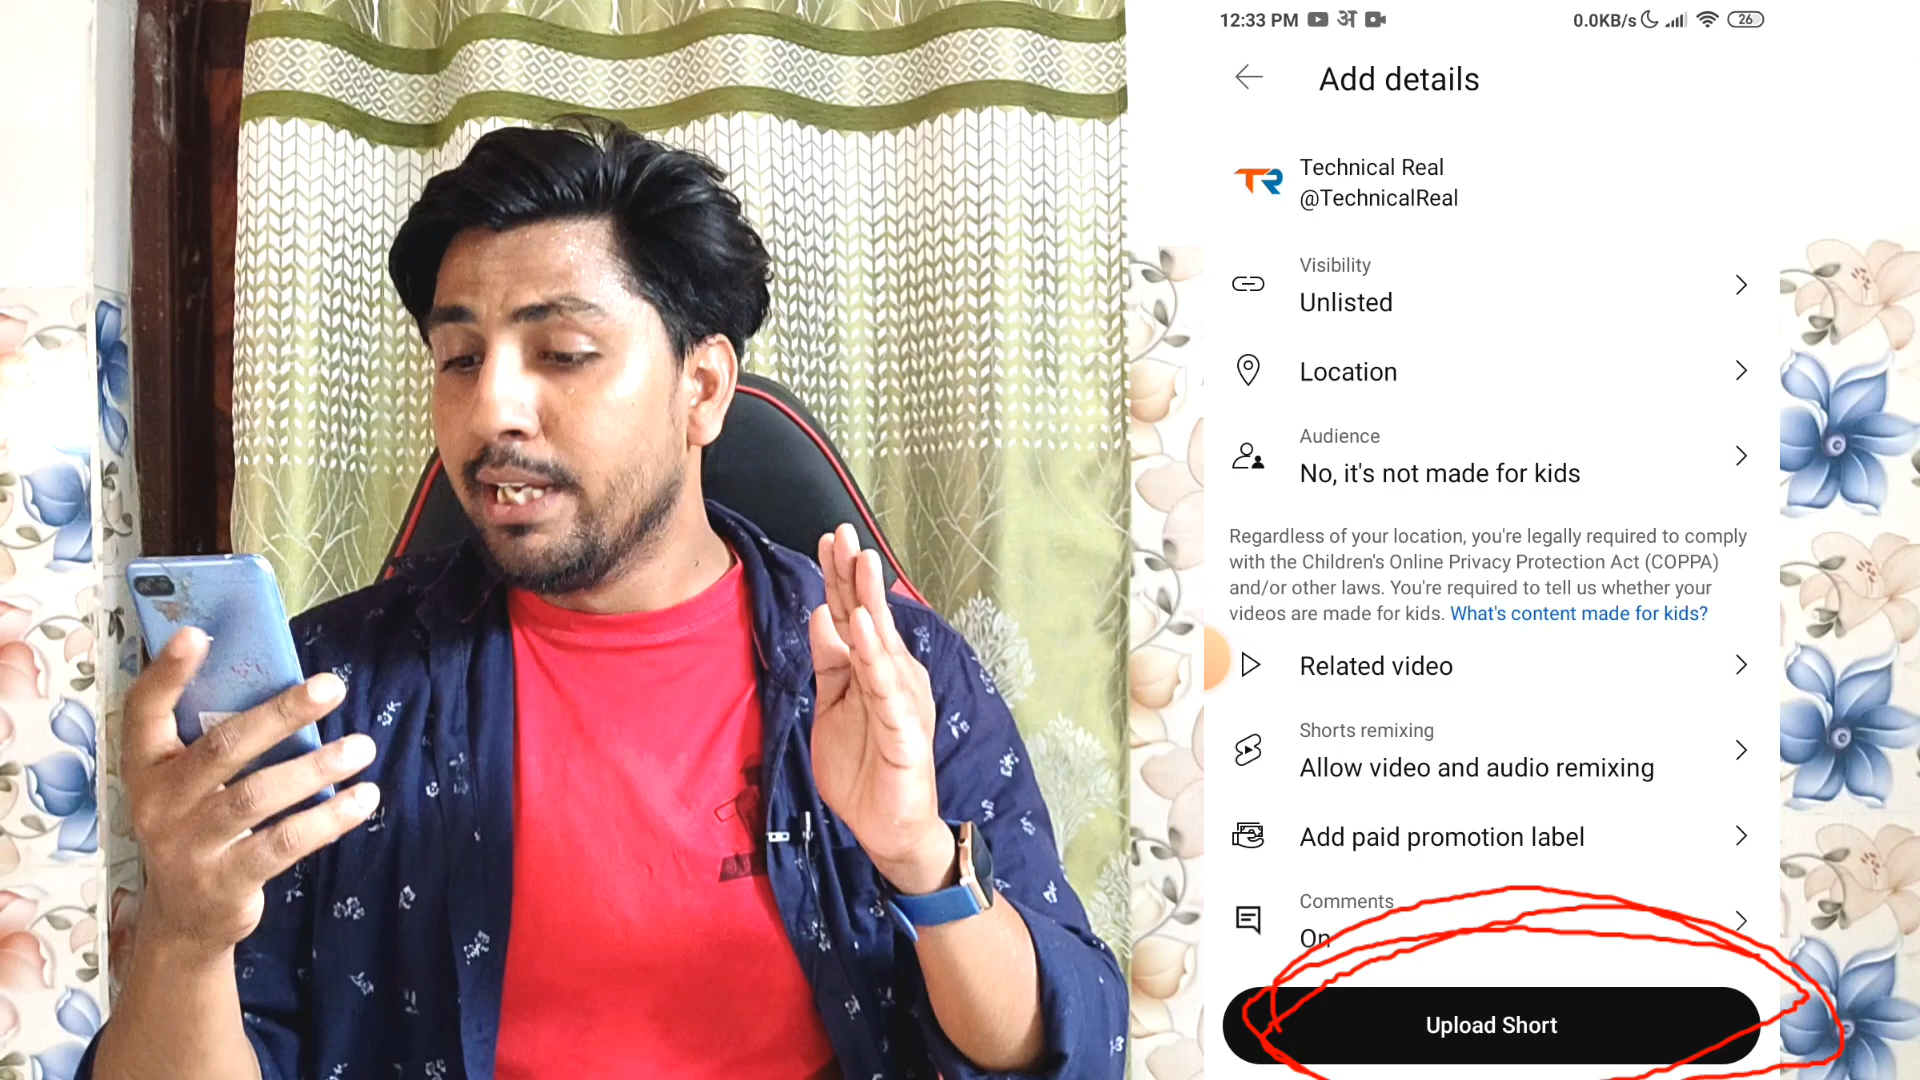 12:33 PM अ 0.0KB/s 26
Add details
TR
Technical Real
@TechnicalReal
Visibility
Unlisted
Location
Audience
No, it's not made for kids
Regardless of your location, you're legally required to comply
with the Children's Online Privacy Protection Act (COPPA)
and/or other laws. You're required to tell us whether your
videos are made for kids. What's content made for kids?
Related video
Shorts remixing
Allow video and audio remixing
Add paid promotion label
Comments
On
Upload Short